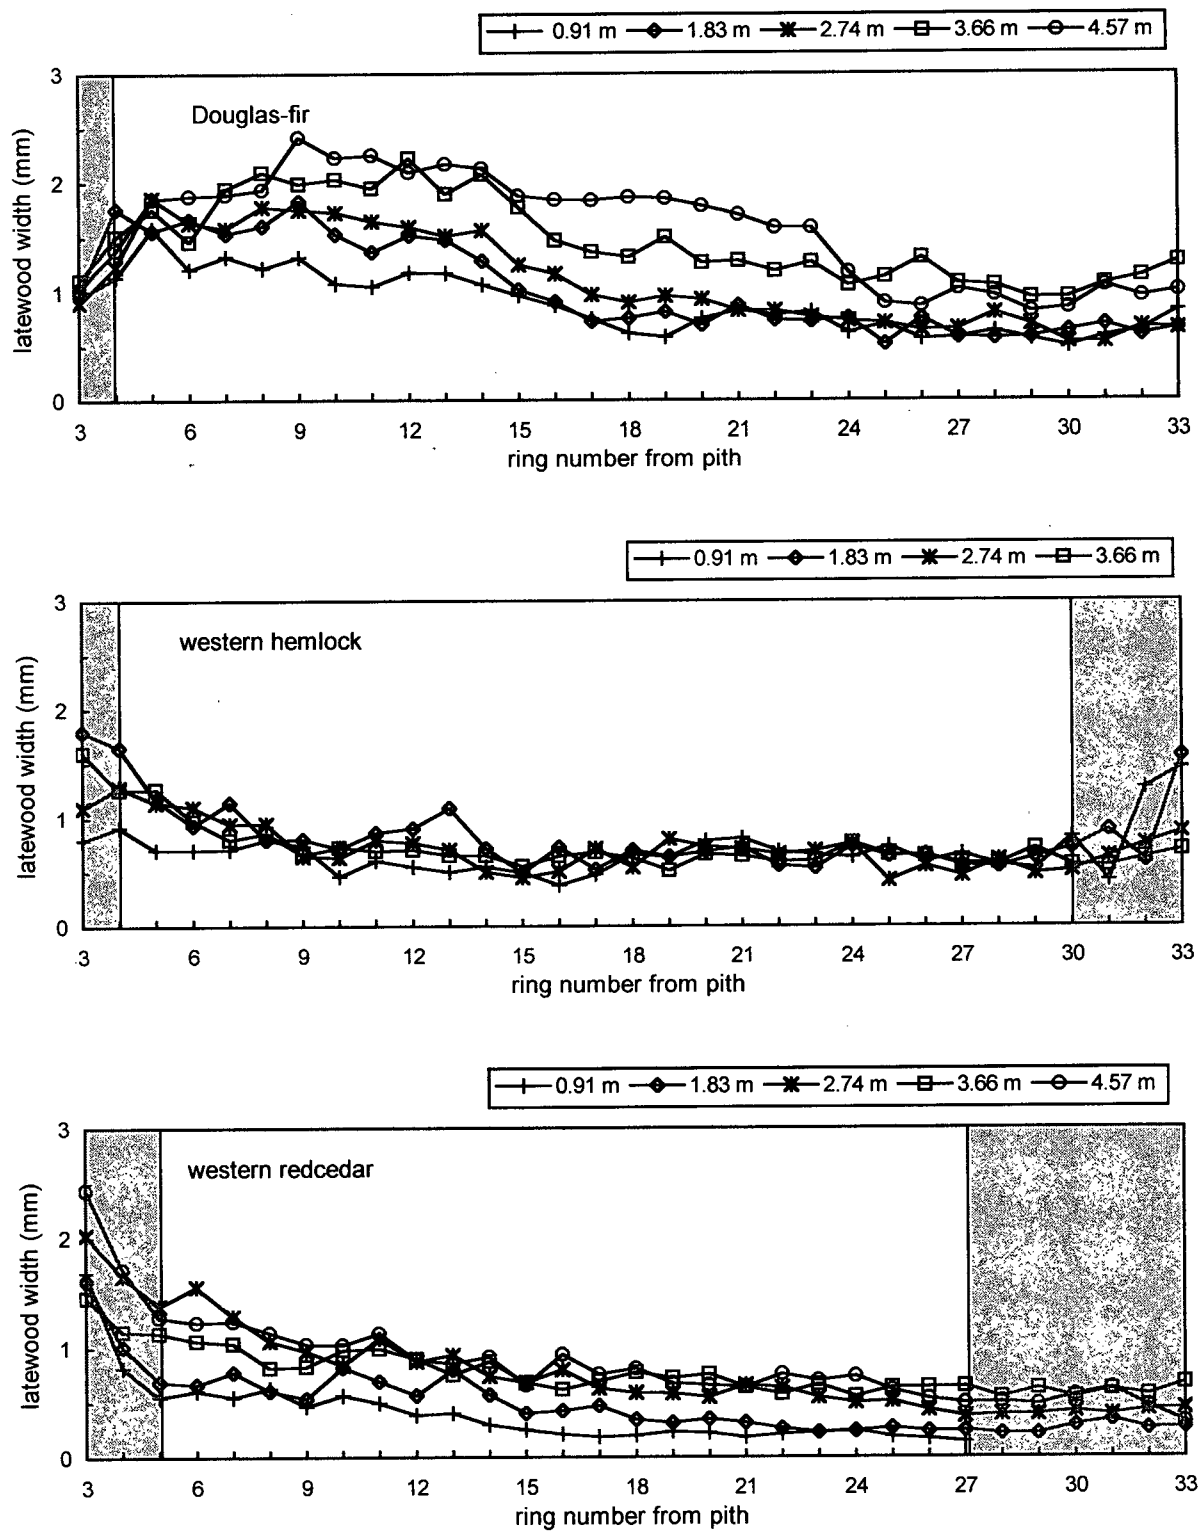 0.91 m 1.83 m 2.74 m 3.66 m 4.57 m
3
2
1
0
latewood width (mm)
Douglas-fir
3 6 9 12 15 18 21 24 27 30 33
ring number from pith
0.91 m 1.83 m 2.74 m 3.66 m
3
2
1
0
latewood width (mm)
western hemlock
3 6 9 12 15 18 21 24 27 30 33
ring number from pith
0.91 m 1.83 m 2.74 m 3.66 m 4.57 m
3
2
1
0
latewood width (mm)
western redcedar
3 6 9 12 15 18 21 24 27 30 33
ring number from pith